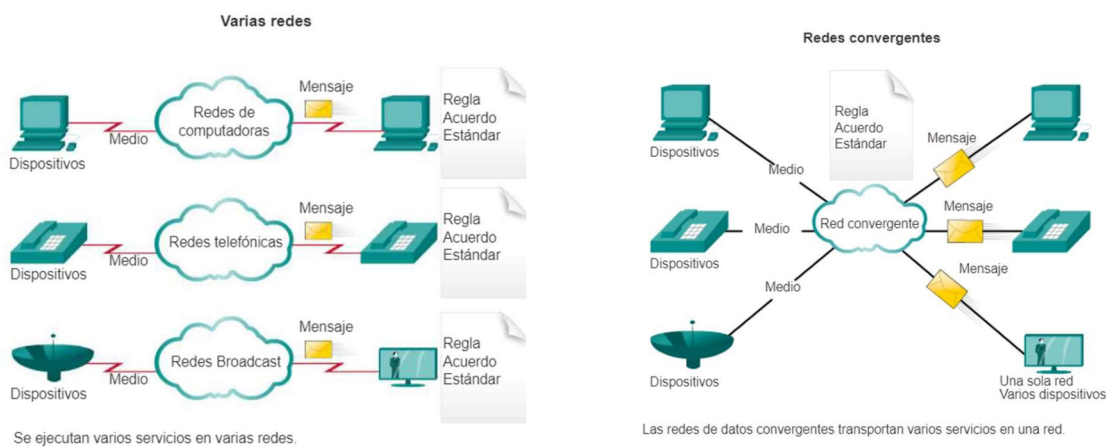 Varias redes
Redes de
computadoras
Mensaje
Regla
Acuerdo
Estándar
Medio
Dispositivos
Redes telefónicas
Mensaje
Regla
Acuerdo
Estándar
Medio
Dispositivos
Redes Broadcast
Mensaje
Regla
Acuerdo
Estándar
Medio
Dispositivos
Se ejecutan varios servicios en varias redes.
Redes convergentes
Regla
Acuerdo
Estándar
Dispositivos
Medio
Mensaje
Medio
Red convergente
Mensaje
Dispositivos
Mensaje
Medio
Dispositivos
Una sola red
Varios dispositivos
Las redes de datos convergentes transportan varios servicios en una red.